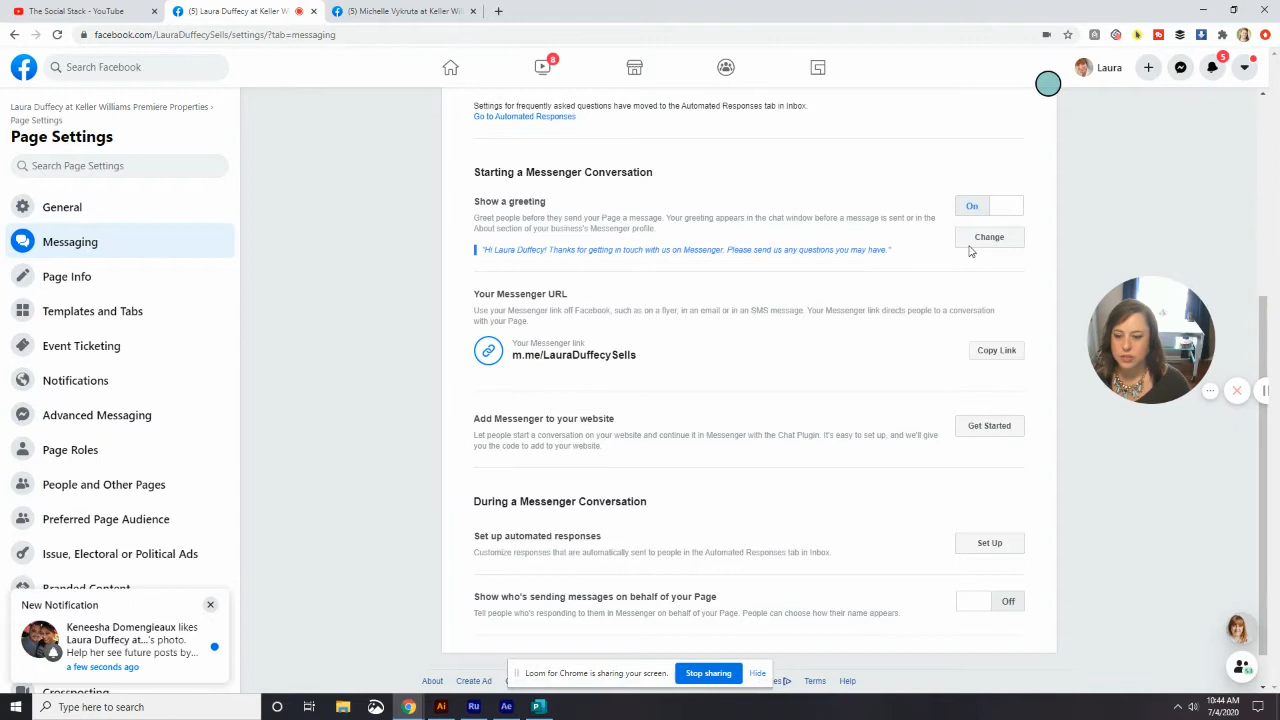 The Social Stack - YouTube
(5) Laura Duffecy at Keller W
(5) Michelle Vykruta at Keller Wil
facebook.com/LauraDuffecySells/settings/?tab=messaging
Search Facebook
8
Laura
5
Laura Duffecy at Keller Williams Premiere Properties ›
Page Settings
Page Settings
Search Page Settings
General
Messaging
Page Info
Templates and Tabs
Event Ticketing
Notifications
Advanced Messaging
Page Roles
People and Other Pages
Preferred Page Audience
Issue, Electoral or Political Ads
Branded Content
New Notification
Kenesha Domengieaux likes
Laura Duffecy at...'s photo.
Help her see future posts by...
a few seconds ago
Crossposting
Settings for frequently asked questions have moved to the Automated Responses tab in Inbox.
Go to Automated Responses
Starting a Messenger Conversation
Show a greeting
On
Greet people before they send your Page a message. Your greeting appears in the chat window before a message is sent or in the
About section of your business's Messenger profile.
Change
"Hi Laura Duffecy! Thanks for getting in touch with us on Messenger. Please send us any questions you may have."
Your Messenger URL
Use your Messenger link off Facebook, such as on a flyer, in an email or in an SMS message. Your Messenger link directs people to a conversation
with your Page.
Your Messenger link
m.me/LauraDuffecySells
Copy Link
Add Messenger to your website
Let people start a conversation on your website and continue it in Messenger with the Chat Plugin. It's easy to set up, and we'll give
you the code to add to your website.
Get Started
During a Messenger Conversation
Set up automated responses
Customize responses that are automatically sent to people in the Automated Responses tab in Inbox.
Set Up
Show who's sending messages on behalf of your Page
Off
Tell people who's responding to them in Messenger on behalf of your Page. People can choose how their name appears.
Loom for Chrome is sharing your screen.
Stop sharing
Hide
About
Create Ad
Terms
Help
Type here to search
Ai
Ru
Ae
P
10:44 AM
7/4/2020